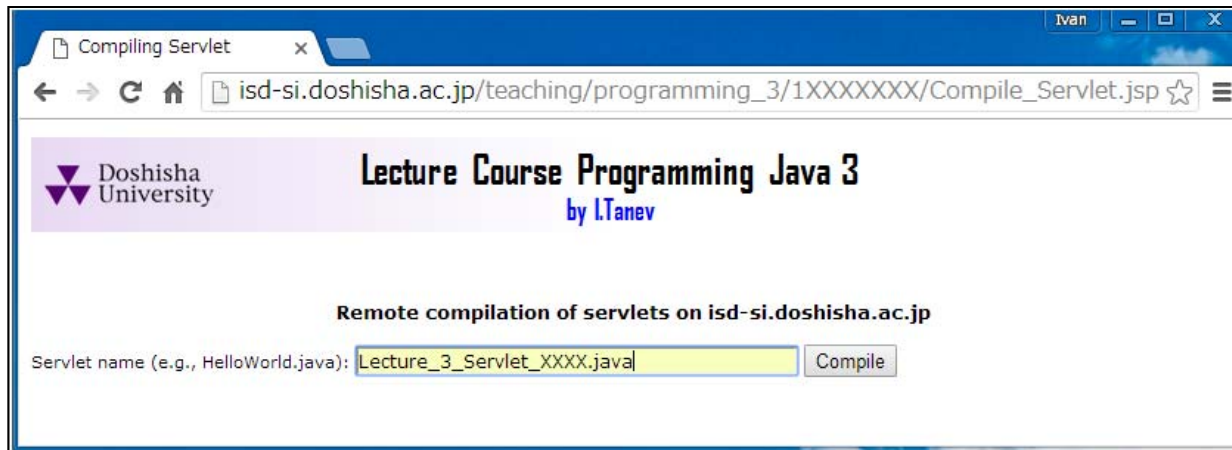 Ivan
Compiling Servlet
isd-si.doshisha.ac.jp/teaching/programming_3/1XXXXXXX/Compile_Servlet.jsp
Doshisha
University
Lecture Course Programming Java 3
by I.Tanev
Remote compilation of servlets on isd-si.doshisha.ac.jp
Servlet name (e.g., HelloWorld.java): Lecture_3_Servlet_XXXX.java Compile